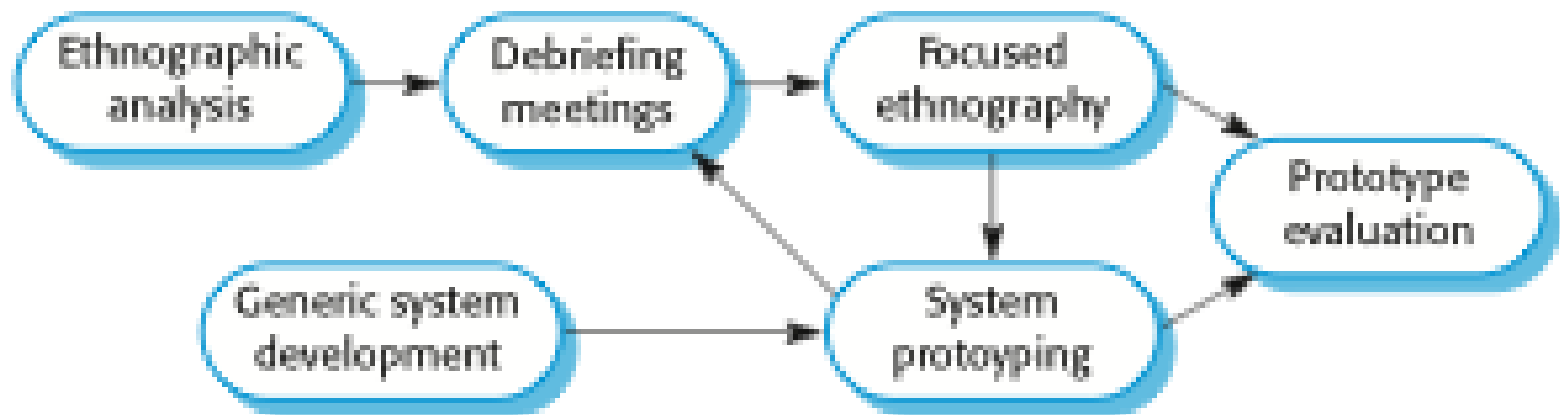 Ethnographic
analysis
Debriefing
meetings
Focused
ethnography
Prototype
evaluation
Generic system
development
System
protoyping